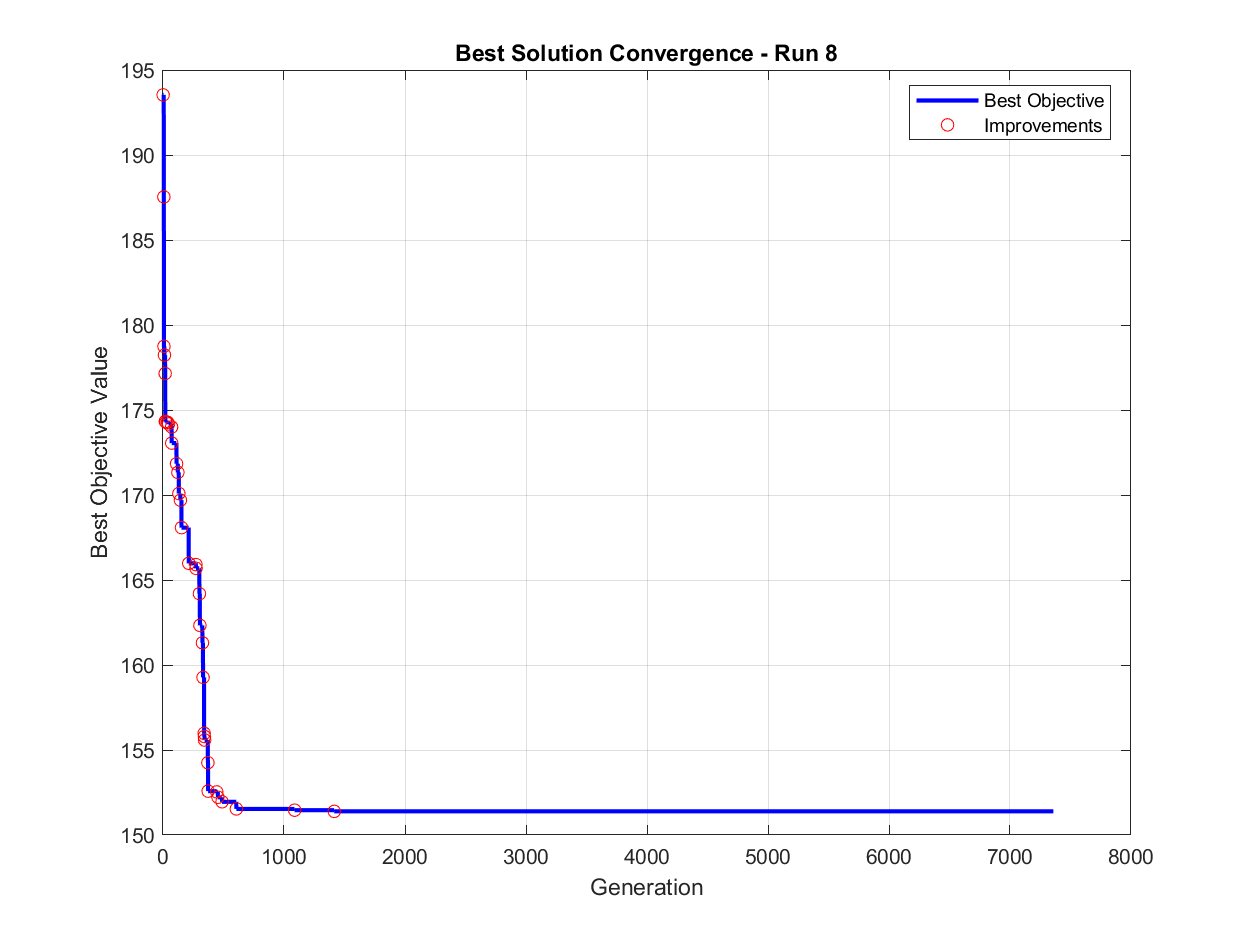 Best Solution Convergence - Run 8
Best Objective
Improvements
195
190
185
180
175
170
165
160
155
150
Best Objective Value
0 1000 2000 3000 4000 5000 6000 7000 8000
Generation